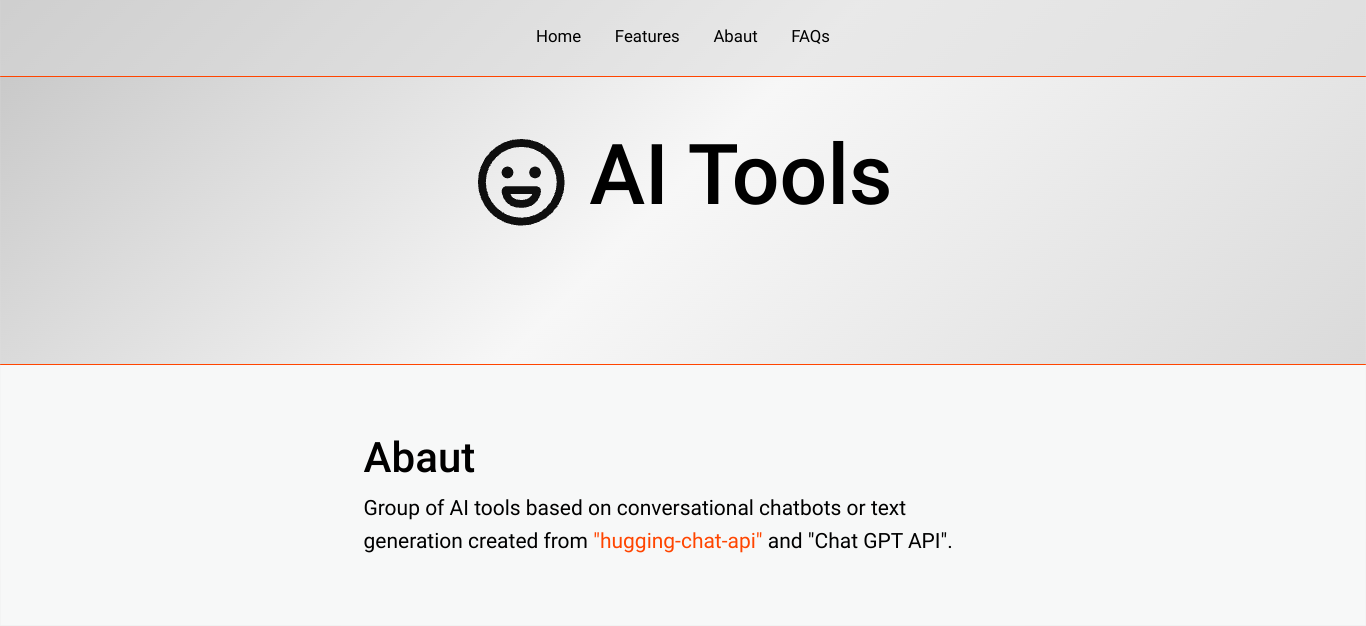 Home Features Abaut FAQs
AI Tools
Abaut
Group of AI tools based on conversational chatbots or text
generation created from "hugging-chat-api" and "Chat GPT API".